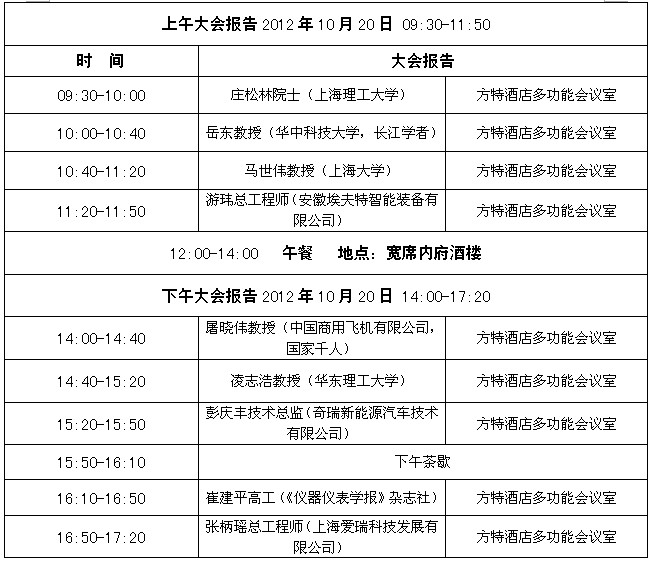 上午大会报告 2012 年 10 月 20 日 09:30-11:50
时 间 大会报告
09:30-10:00 庄松林院士（上海理工大学） 方特酒店多功能会议室
10:00-10:40 岳东教授（华中科技大学，长江学者） 方特酒店多功能会议室
10:40-11:20 马世伟教授（上海大学） 方特酒店多功能会议室
11:20-11:50 游玮总工程师（安徽埃夫特智能装备有
限公司） 方特酒店多功能会议室
12:00-14:00 午餐 地点：宽席内府酒楼
下午大会报告 2012 年 10 月 20 日 14:00-17:20
14:00-14:40 屠晓伟教授（中国商用飞机有限公司，
国家千人） 方特酒店多功能会议室
14:40-15:20 凌志浩教授（华东理工大学） 方特酒店多功能会议室
15:20-15:50 彭庆丰技术总监（奇瑞新能源汽车技术
有限公司） 方特酒店多功能会议室
15:50-16:10 下午茶歇
16:10-16:50 崔建平高工（《仪器仪表学报》杂志社） 方特酒店多功能会议室
16:50-17:20 张柄瑶总工程师（上海爱瑞科技发展有
限公司） 方特酒店多功能会议室